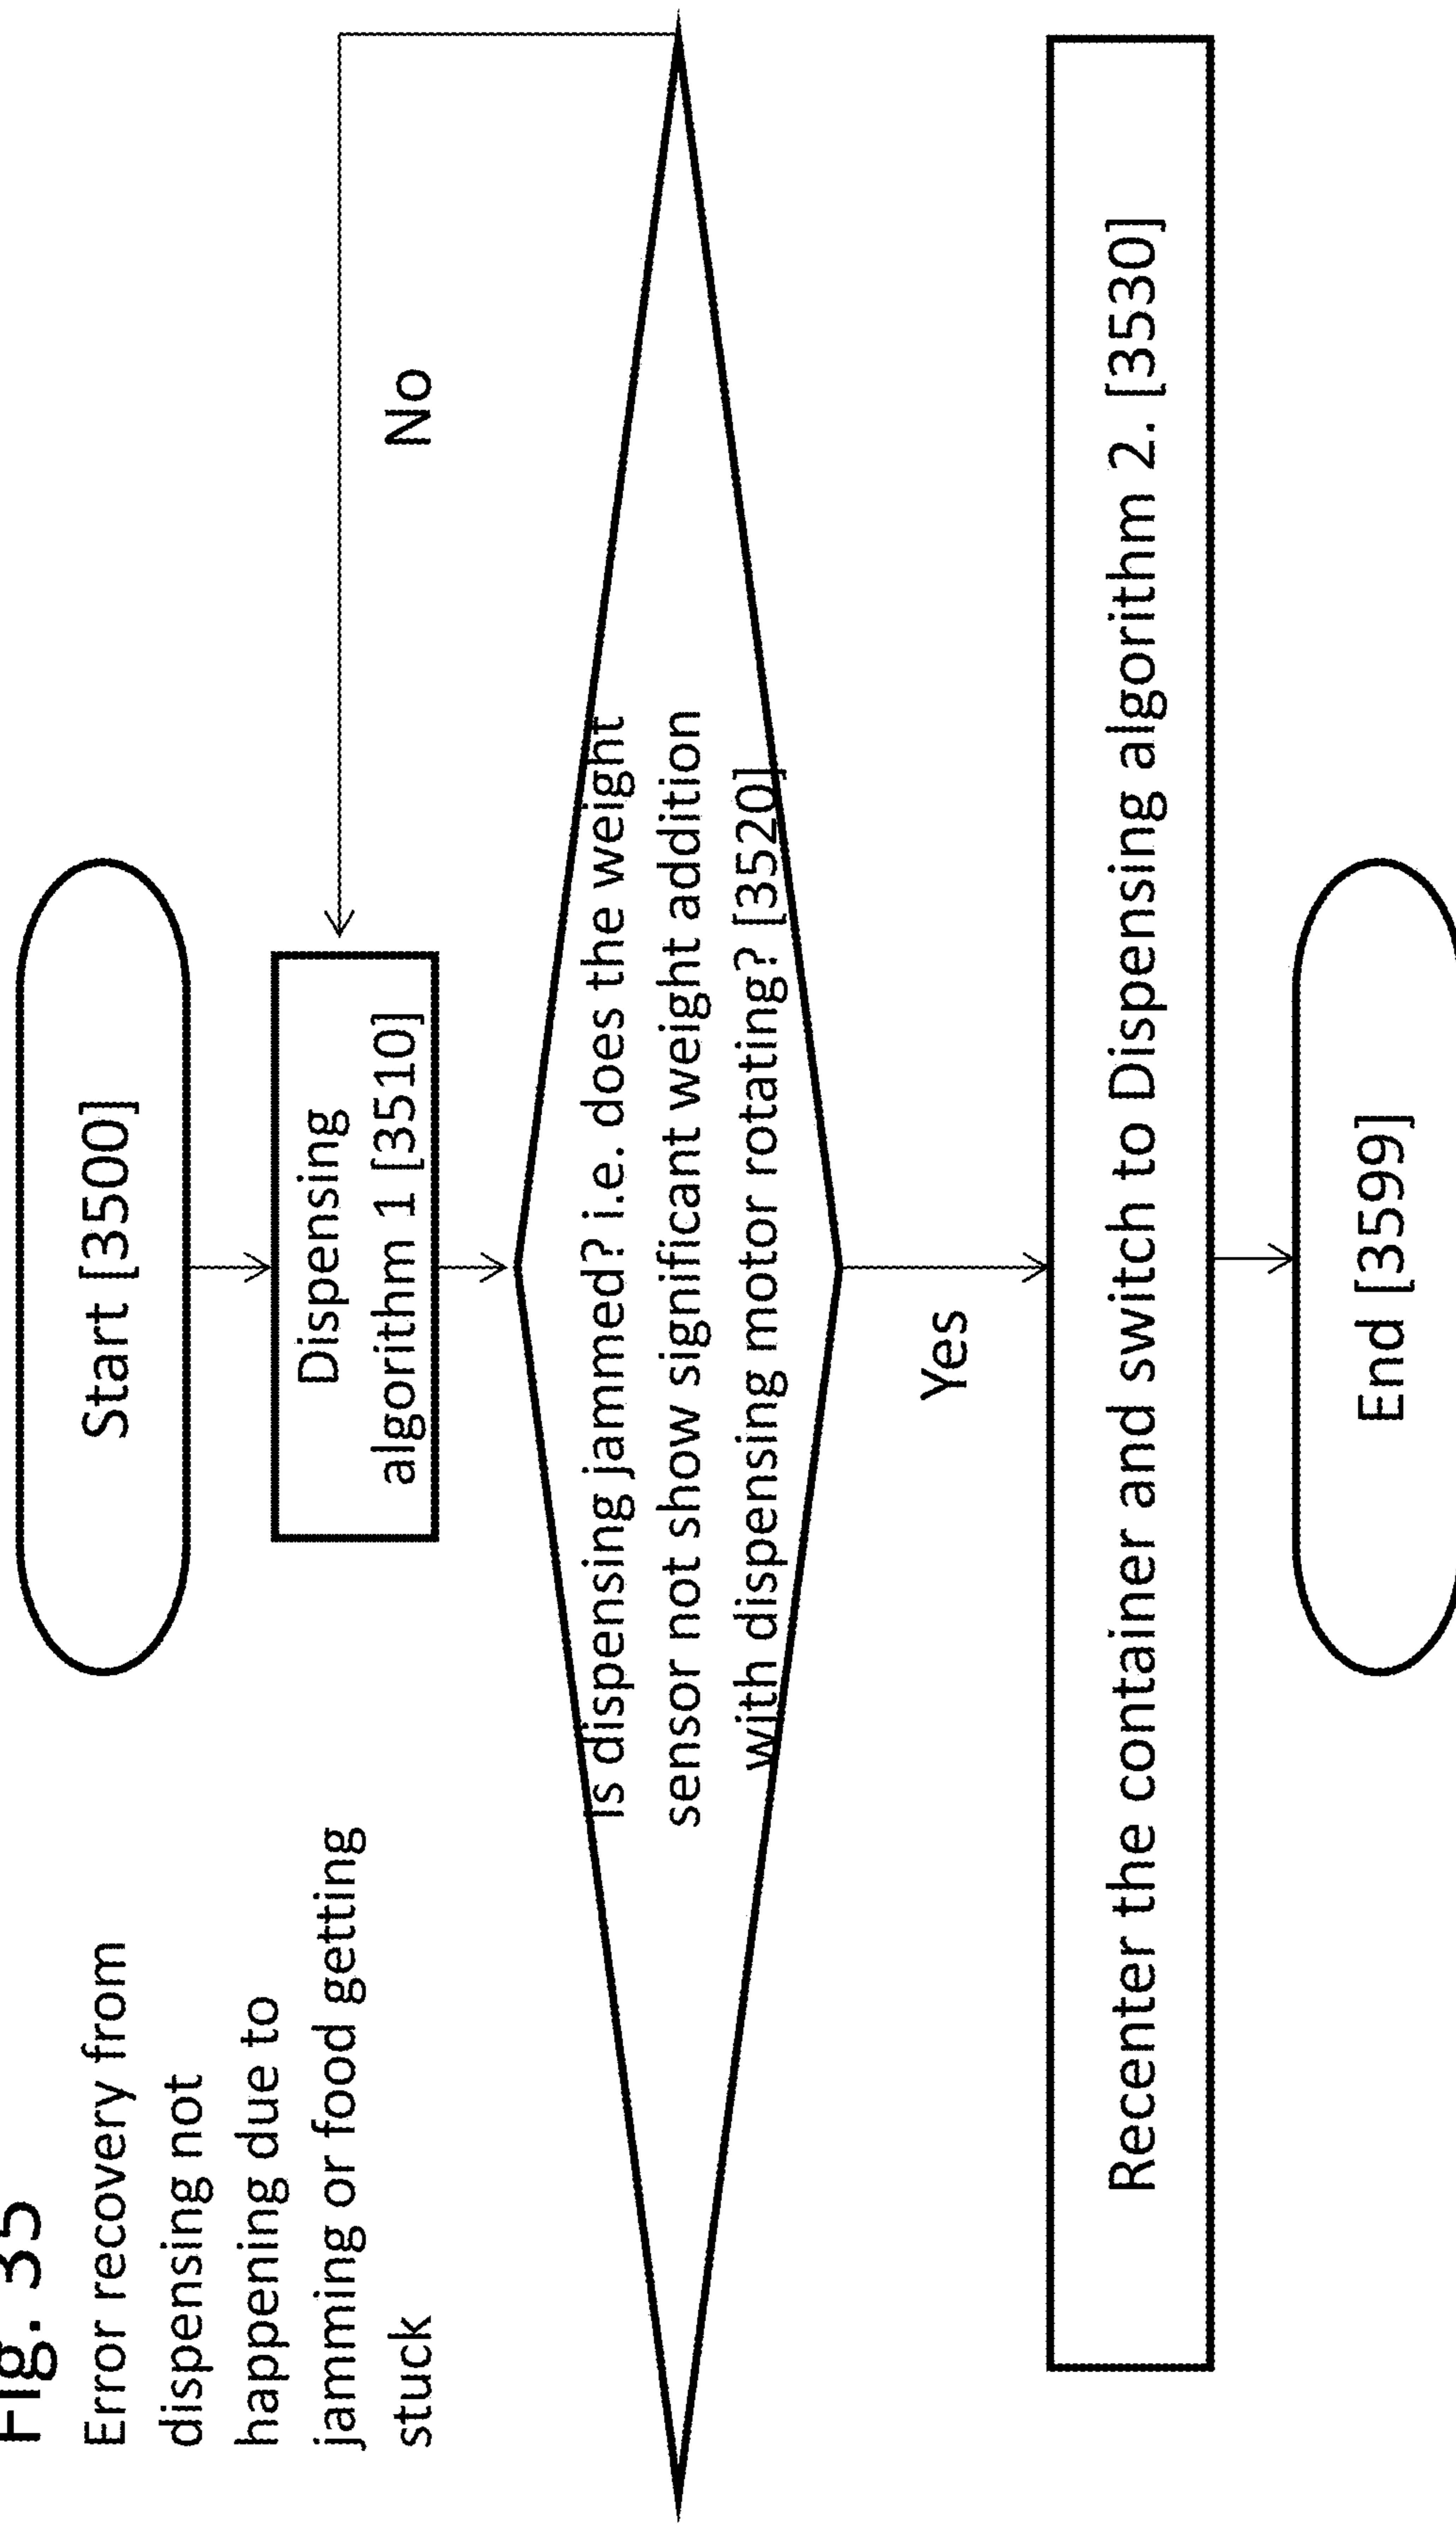 Fig. 35
Error recovery from
dispensing not
happening due to
jamming or food getting
stuck
Start [3500]
Dispensing
algorithm 1 [3510]
Is dispensing jammed? i.e. does the weight
sensor not show significant weight addition
with dispensing motor rotating? [3520]
No
Yes
Recenter the container and switch to Dispensing algorithm 2. [3530]
End [3599]